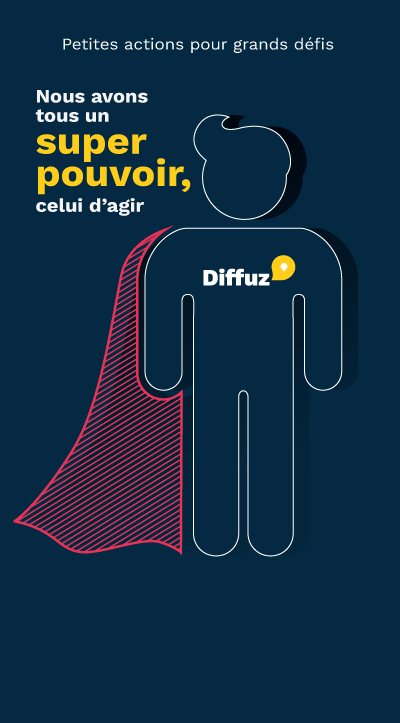 Petites actions pour grands défis
Nous avons
tous un
super
pouvoir,
celui d’agir
Diffuz